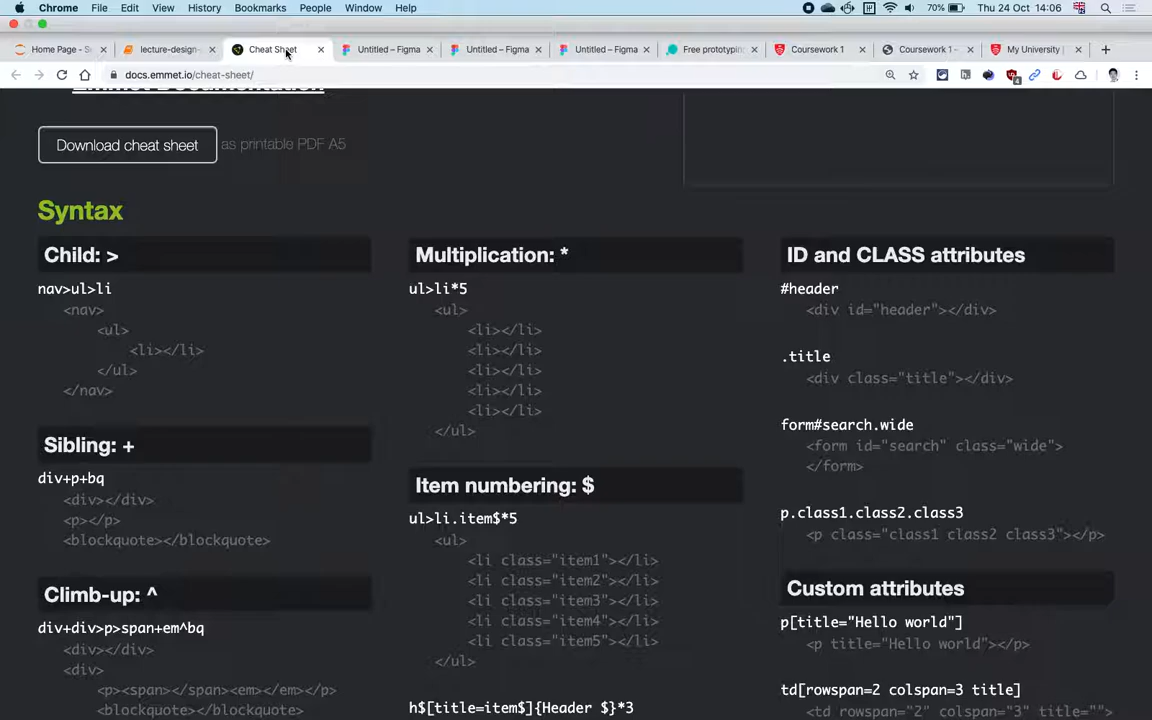 Chrome File Edit View History Bookmarks People Window Help 70% Thu 24 Oct 14:06
Home Page - S lecture-design- Cheat Sheet Untitled – Figma Untitled – Figma Untitled – Figma Free prototypin Coursework 1 Coursework 1 - My University
docs.emmet.io/cheat-sheet/
Emmet Documentation
Download cheat sheet as printable PDF A5
Syntax
Child: >
nav>ul>li
<nav>
<ul>
<li></li>
</ul>
</nav>
Sibling: +
div+p+bq
<div></div>
<p></p>
<blockquote></blockquote>
Climb-up: ^
div+div>p>span+em^bq
<div></div>
<div>
<p><span></span><em></em></p>
<blockquote></blockquote>
Multiplication: *
ul>li*5
<ul>
<li></li>
<li></li>
<li></li>
<li></li>
<li></li>
</ul>
Item numbering: $
ul>li.item$*5
<ul>
<li class="item1"></li>
<li class="item2"></li>
<li class="item3"></li>
<li class="item4"></li>
<li class="item5"></li>
</ul>
h$[title=item$]{Header $}*3
ID and CLASS attributes
#header
<div id="header"></div>
.title
<div class="title"></div>
form#search.wide
<form id="search" class="wide">
</form>
p.class1.class2.class3
<p class="class1 class2 class3"></p>
Custom attributes
p[title="Hello world"]
<p title="Hello world"></p>
td[rowspan=2 colspan=3 title]
<td rowspan="2" colspan="3" title="">